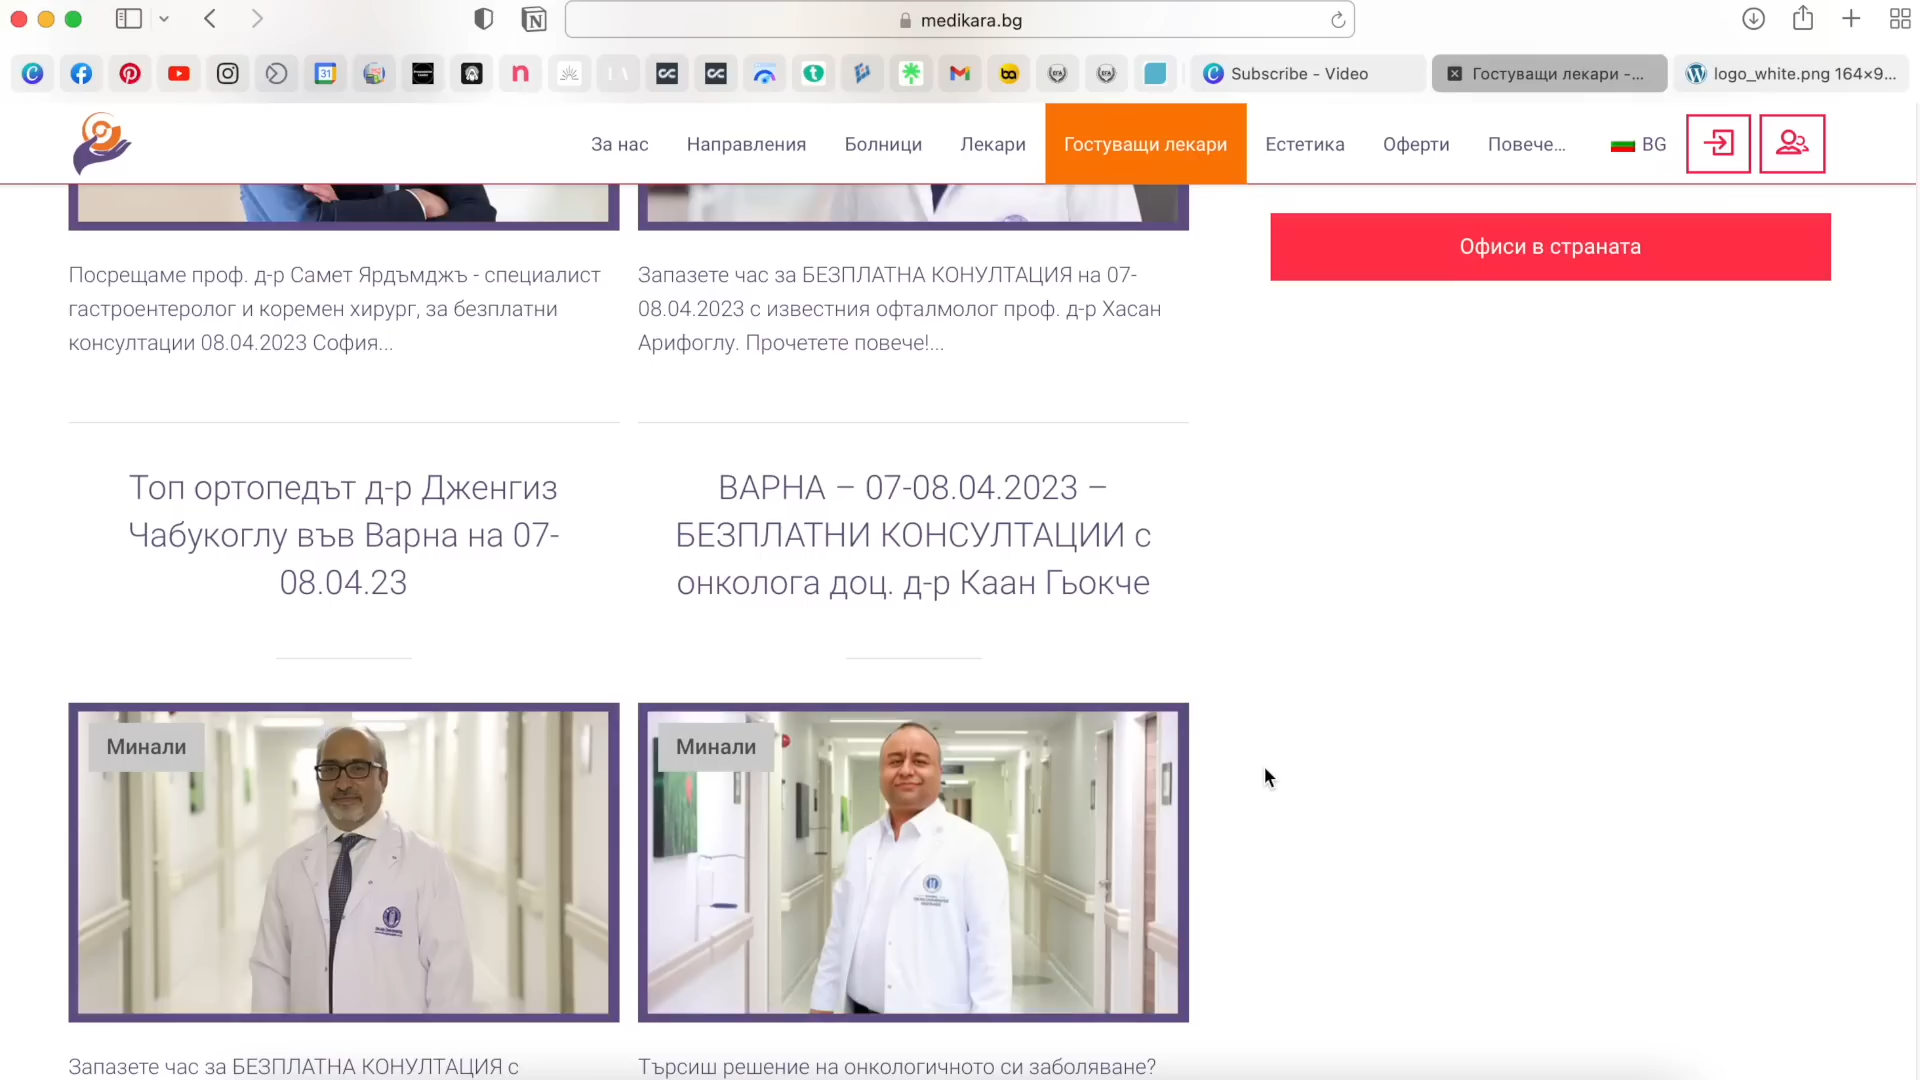 medikara.bg
Subscribe - Video
Гостуващи лекари -...
logo_white.png 164×9...
За нас
Направления
Болници
Лекари
Гостуващи лекари
Естетика
Оферти
Повече...
BG
Офиси в страната
Посрещаме проф. д-р Самет Ярдъмджъ - специалист
гастроентеролог и коремен хирург, за безплатни
консултации 08.04.2023 София...
Запазете час за БЕЗПЛАТНА КОНУЛТАЦИЯ на 07-
08.04.2023 с известния офталмолог проф. д-р Хасан
Арифоглу. Прочетете повече!...
Топ ортопедът д-р Дженгиз
Чабукоглу във Варна на 07-
08.04.23
ВАРНА – 07-08.04.2023 –
БЕЗПЛАТНИ КОНСУЛТАЦИИ с
онколога доц. д-р Каан Гьокче
Минали
Минали
Запазете час за БЕЗПЛАТНА КОНУЛТАЦИЯ с
Търсиш решение на онкологичното си заболяване?